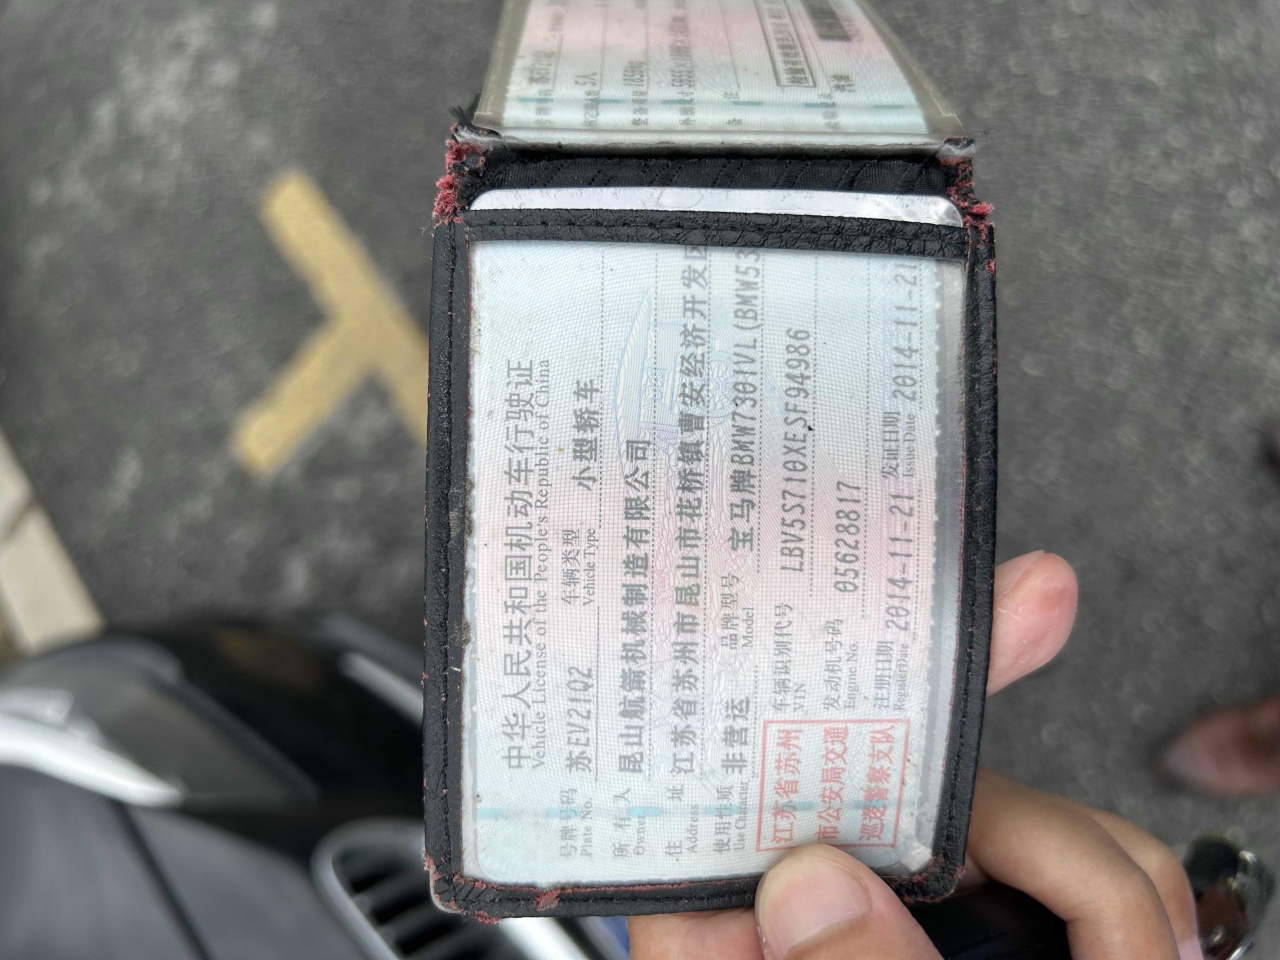 中华人民共和国机动车行驶证
Vehicle License of the People's Republic of China
号牌号码 苏EV21Q2 车辆类型 小型轿车
Plate No. Vehicle Type
所有人 昆山航箭机械制造有限公司
Owner
住址 江苏省苏州市昆山市花桥镇曹安经济开发区
Address
使用性质 非营运 品牌型号 宝马牌BMW7301VL(BMW53
Use Character Model
江苏省苏州
市公安局交通
巡逻警察支队
车辆识别代号 LBV5S710XESF94986
VIN
发动机号码 05628817
Engine No.
注册日期 2014-11-21 发证日期 2014-11-21
Register Date Issue Date